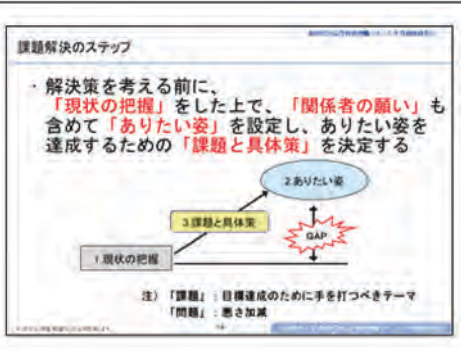 課題解決のステップ
・解決策を考える前に、
「現状の把握」をした上で、「関係者の願い」も
含めて「ありたい姿」を設定し、ありたい姿を
達成するための「課題と具体策」を決定する
2.ありたい姿
3.課題と具体策
GAP
1.現状の把握
注）「課題」：目標達成のために手を打つべきテーマ
「問題」：悪さ加減